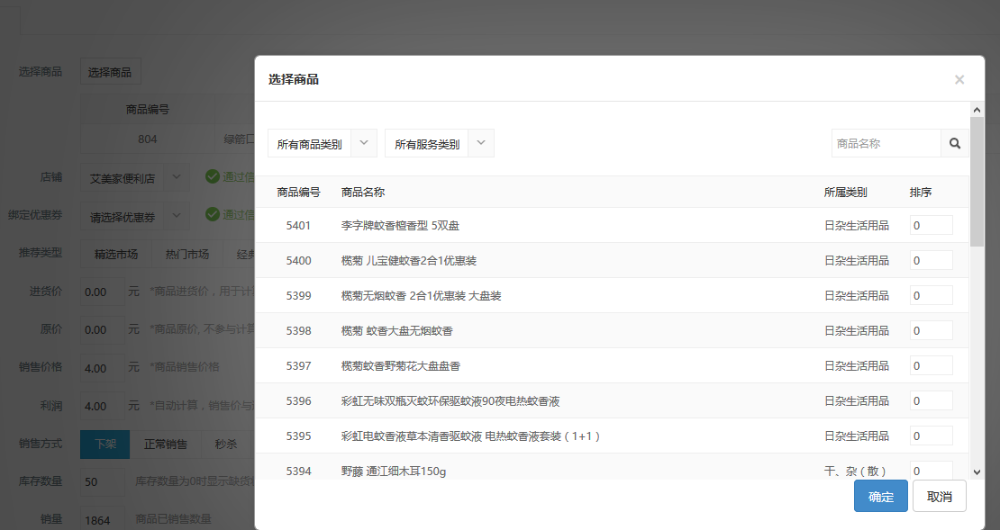 选择商品 选择商品
商品编号
804 绿箭口
店铺 艾美家便利店 通过信
绑定优惠券 请选择优惠券 通过信
推荐类型 精选市场 热门市场 经典
进货价 0.00 元 *商品进货价，用于计算
原价 0.00 元 *商品原价, 不参与计算
销售价格 4.00 元 *商品销售价格
利润 4.00 元 *自动计算，销售价与进
销售方式 下架 正常销售 秒杀
库存数量 50 库存数量为0时显示缺货状
销量 1864 商品已销售数量
选择商品 ×
所有商品类别 所有服务类别 商品名称
商品编号 商品名称 所属类别 排序
5401 李字牌蚊香檀香型 5双盘 日杂生活用品 0
5400 榄菊 儿宝健蚊香2合1优惠装 日杂生活用品 0
5399 榄菊无烟蚊香 2合1优惠装 大盘装 日杂生活用品 0
5398 榄菊 蚊香大盘无烟蚊香 日杂生活用品 0
5397 榄菊蚊香野菊花大盘盘香 日杂生活用品 0
5396 彩虹无味双瓶灭蚊环保驱蚊液90夜电热蚊香液 日杂生活用品 0
5395 彩虹电蚊香液草本清香驱蚊液 电热蚊香液套装（1+1） 日杂生活用品 0
5394 野藤 通江细木耳150g 干、杂（散） 0
确定 取消